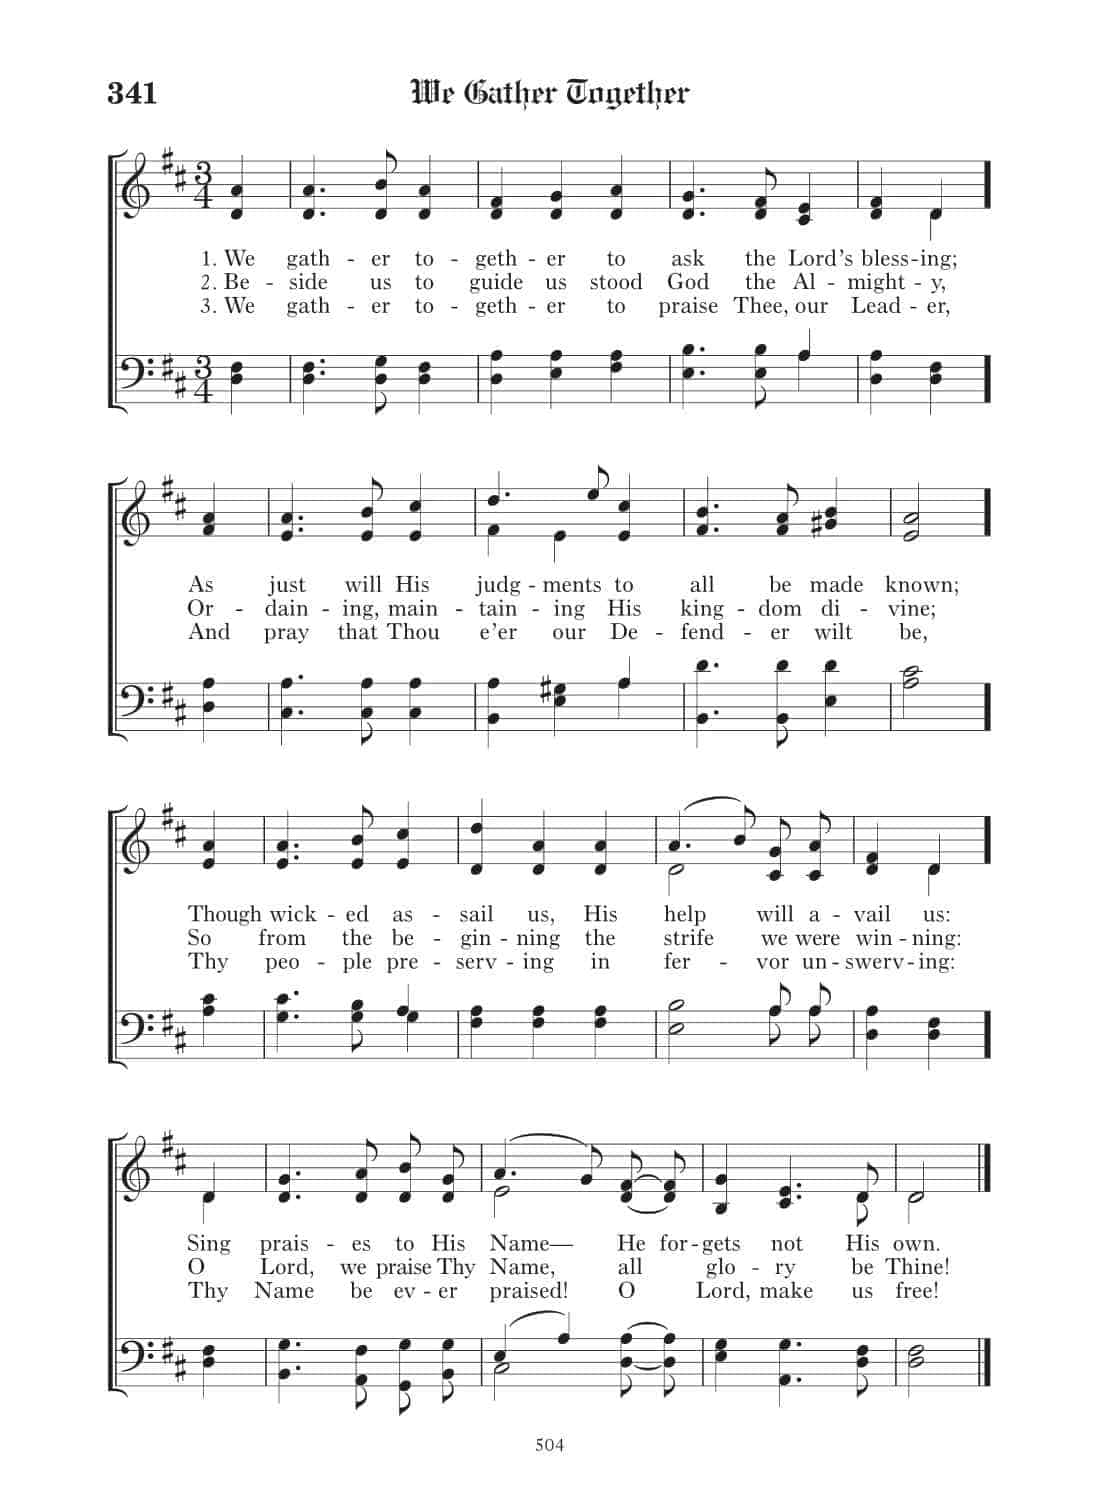 341 We Gather Together
1. We gath - er to - geth - er to ask the Lord’s bless - ing;
2. Be - side us to guide us stood God the Al - might - y,
3. We gath - er to - geth - er to praise Thee, our Lead - er,
As just will His judg - ments to all be made known;
Or - dain - ing, main - tain - ing His king - dom di - vine;
And pray that Thou e’er our De - fend - er wilt be,
Though wick - ed as - sail us, His help will a - vail us:
So from the be - gin - ning the strife we were win - ning:
Thy peo - ple pre - serv - ing in fer - vor un - swerv - ing:
Sing prais - es to His Name— He for - gets not His own.
O Lord, we praise Thy Name, all glo - ry be Thine!
Thy Name be ev - er praised! O Lord, make us free!
504